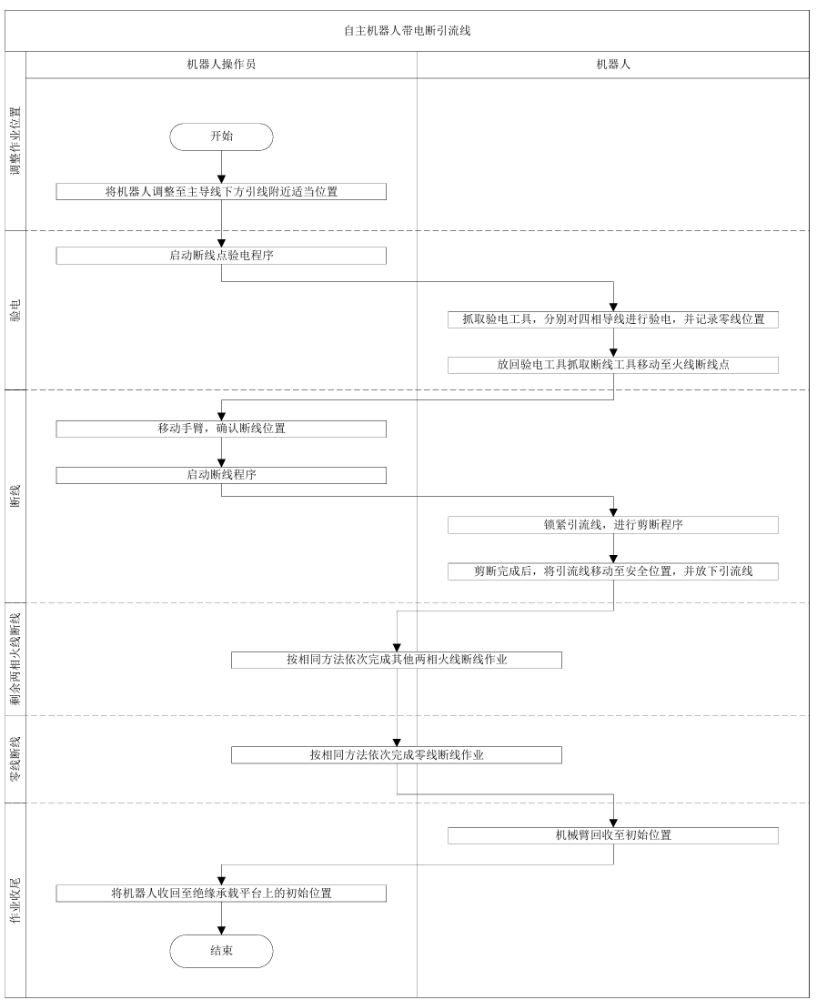 自主机器人带电断引流线
机器人操作员
机器人
调整作业位置
开始
将机器人调整至主导线下方引线附近适当位置
验电
启动断线点验电程序
抓取验电工具，分别对四相导线进行验电，并记录零线位置
放回验电工具抓取断线工具移动至火线断线点
断线
移动手臂，确认断线位置
启动断线程序
锁紧引流线，进行剪断程序
剪断完成后，将引流线移动至安全位置，并放下引流线
剩余两相火线断线
按相同方法依次完成其他两相火线断线作业
零线断线
按相同方法依次完成零线断线作业
作业收尾
机械臂回收至初始位置
将机器人收回至绝缘承载平台上的初始位置
结束